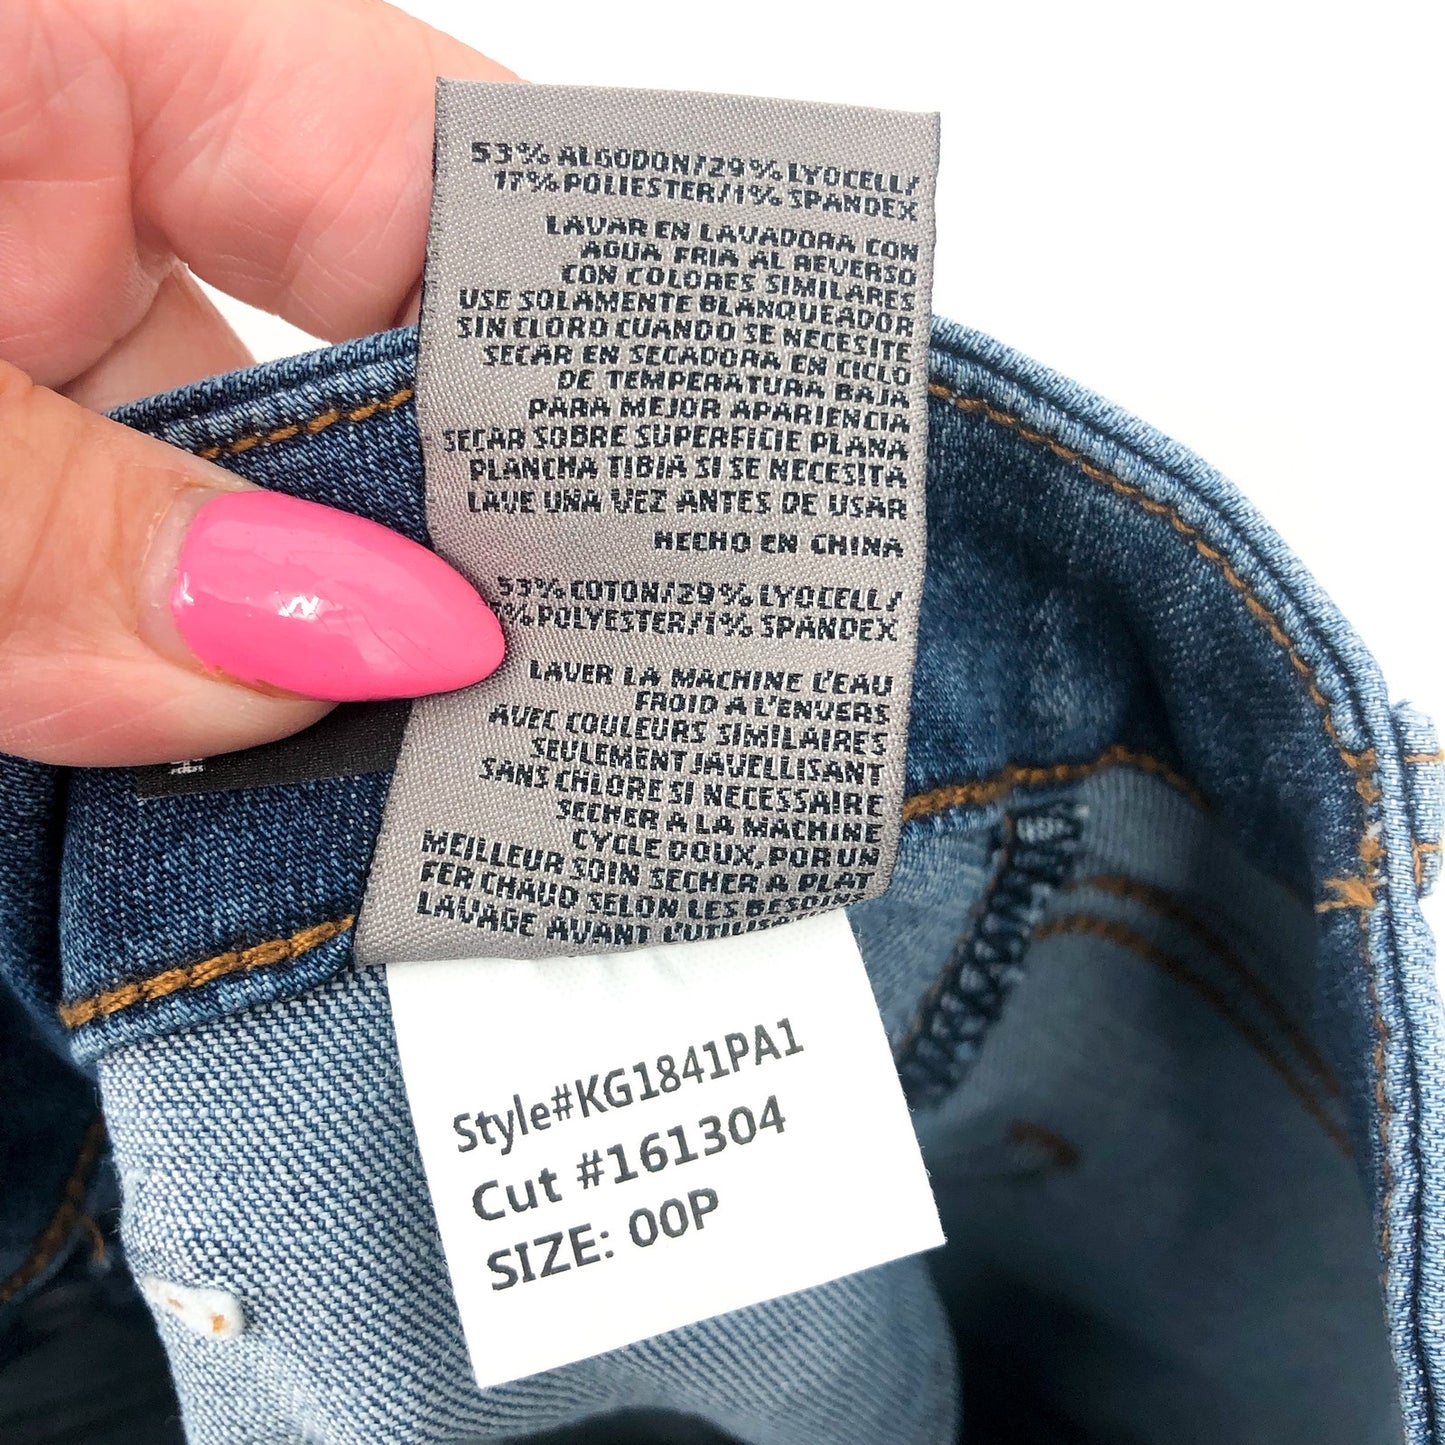 53% ALGODON/29% LYOCELL/
17% POLIESTER/1% SPANDEX
LAVAR EN LAVADORA CON
AGUA FRIA AL REVERSO
CON COLORES SIMILARES
USE SOLAMENTE BLANQUEADOR
SIN CLORO CUANDO SE NECESITE
SECAR EN SECADORA EN CICLO
DE TEMPERATURA BAJA
PARA MEJOR APARIENCIA
SECAR SOBRE SUPERFICIE PLANA
PLANCHA TIBIA SI SE NECESITA
LAVE UNA VEZ ANTES DE USAR
HECHO EN CHINA
53% COTON/29% LYOCELL/
% POLYESTER/1% SPANDEX
LAVER LA MACHINE L'EAU
FROID A L'ENVERS
AVEC COULEURS SIMILAIRES
SEULEMENT JAVELLISANT
SANS CHLORE SI NECESSAIRE
SECHER A LA MACHINE
CYCLE DOUX, POR UN
MEILLEUR SOIN SECHER A PLAT
FER CHAUD SELON LES BESOIN
LAVAGE AVANT L'UTILIS
Style#KG1841PA1
Cut #161304
SIZE: 00P